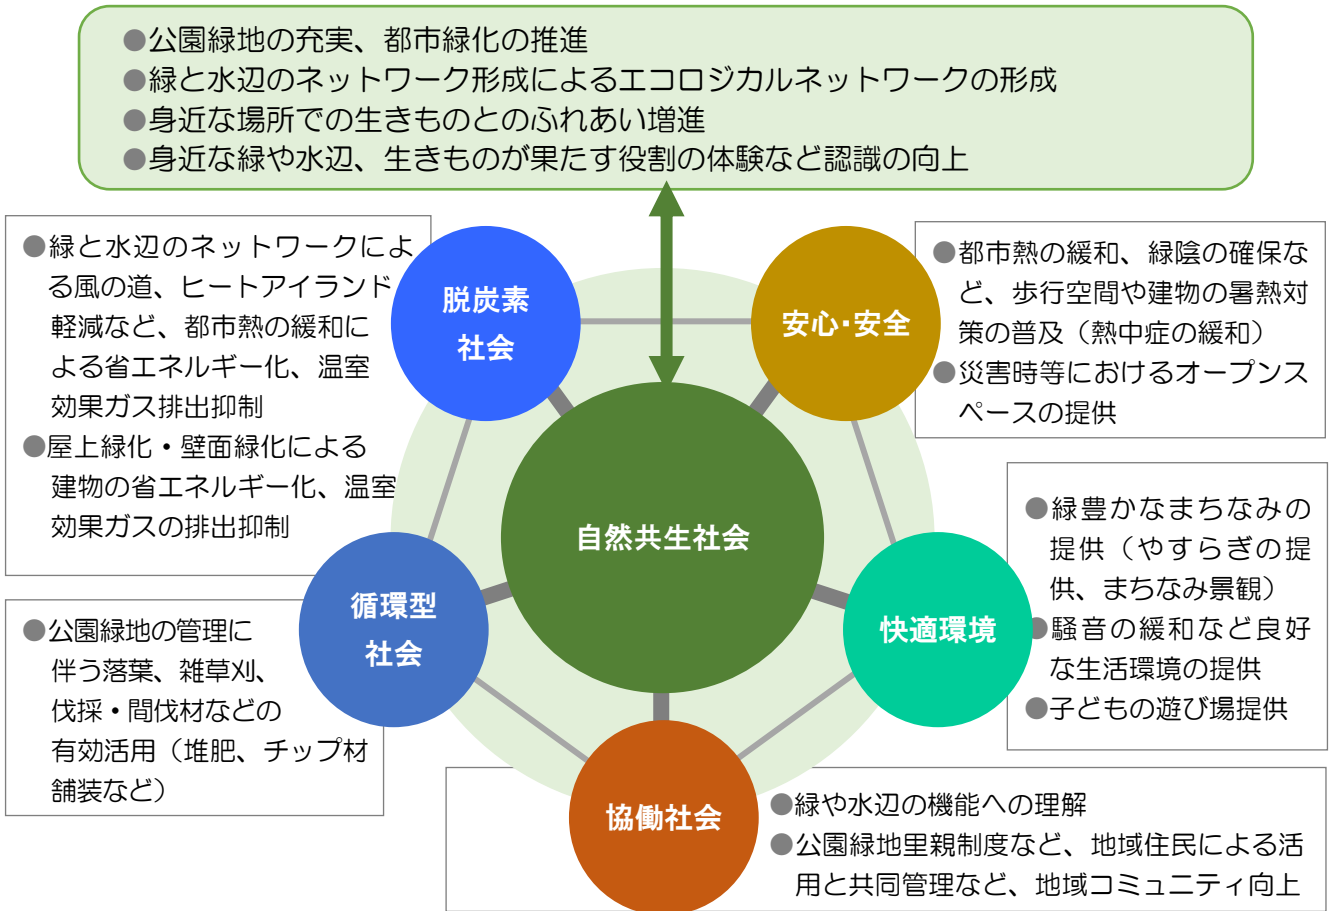 ●公園緑地の充実、都市緑化の推進
●緑と水辺のネットワーク形成によるエコロジカルネットワークの形成
●身近な場所での生きものとのふれあい増進
●身近な緑や水辺、生きものが果たす役割の体験など認識の向上
●緑と水辺のネットワークによ
る風の道、ヒートアイランド
軽減など、都市熱の緩和に
よる省エネルギー化、温室
効果ガス排出抑制
●屋上緑化・壁面緑化による
建物の省エネルギー化、温室
効果ガスの排出抑制
脱炭素
社会
安心・安全
●都市熱の緩和、緑陰の確保な
ど、歩行空間や建物の暑熱対
策の普及（熱中症の緩和）
●災害時等におけるオープンス
ペースの提供
自然共生社会
●緑豊かなまちなみの
提供（やすらぎの提
供、まちなみ景観）
●騒音の緩和など良好
な生活環境の提供
●子どもの遊び場提供
快適環境
循環型
社会
●公園緑地の管理に
伴う落葉、雑草刈、
伐採・間伐材などの
有効活用（堆肥、チップ材
舗装など）
協働社会
●緑や水辺の機能への理解
●公園緑地里親制度など、地域住民による活
用と共同管理など、地域コミュニティ向上